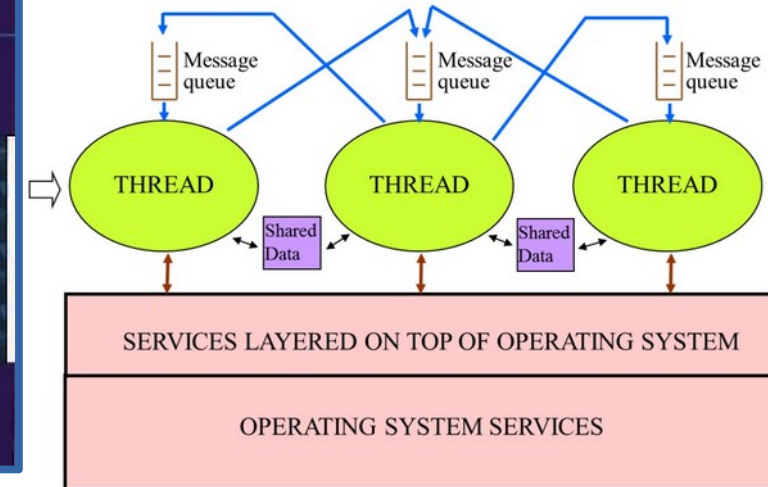 Message
queue
Message
queue
Message
queue
THREAD
THREAD
THREAD
Shared
Data
Shared
Data
SERVICES LAYERED ON TOP OF OPERATING SYSTEM
OPERATING SYSTEM SERVICES